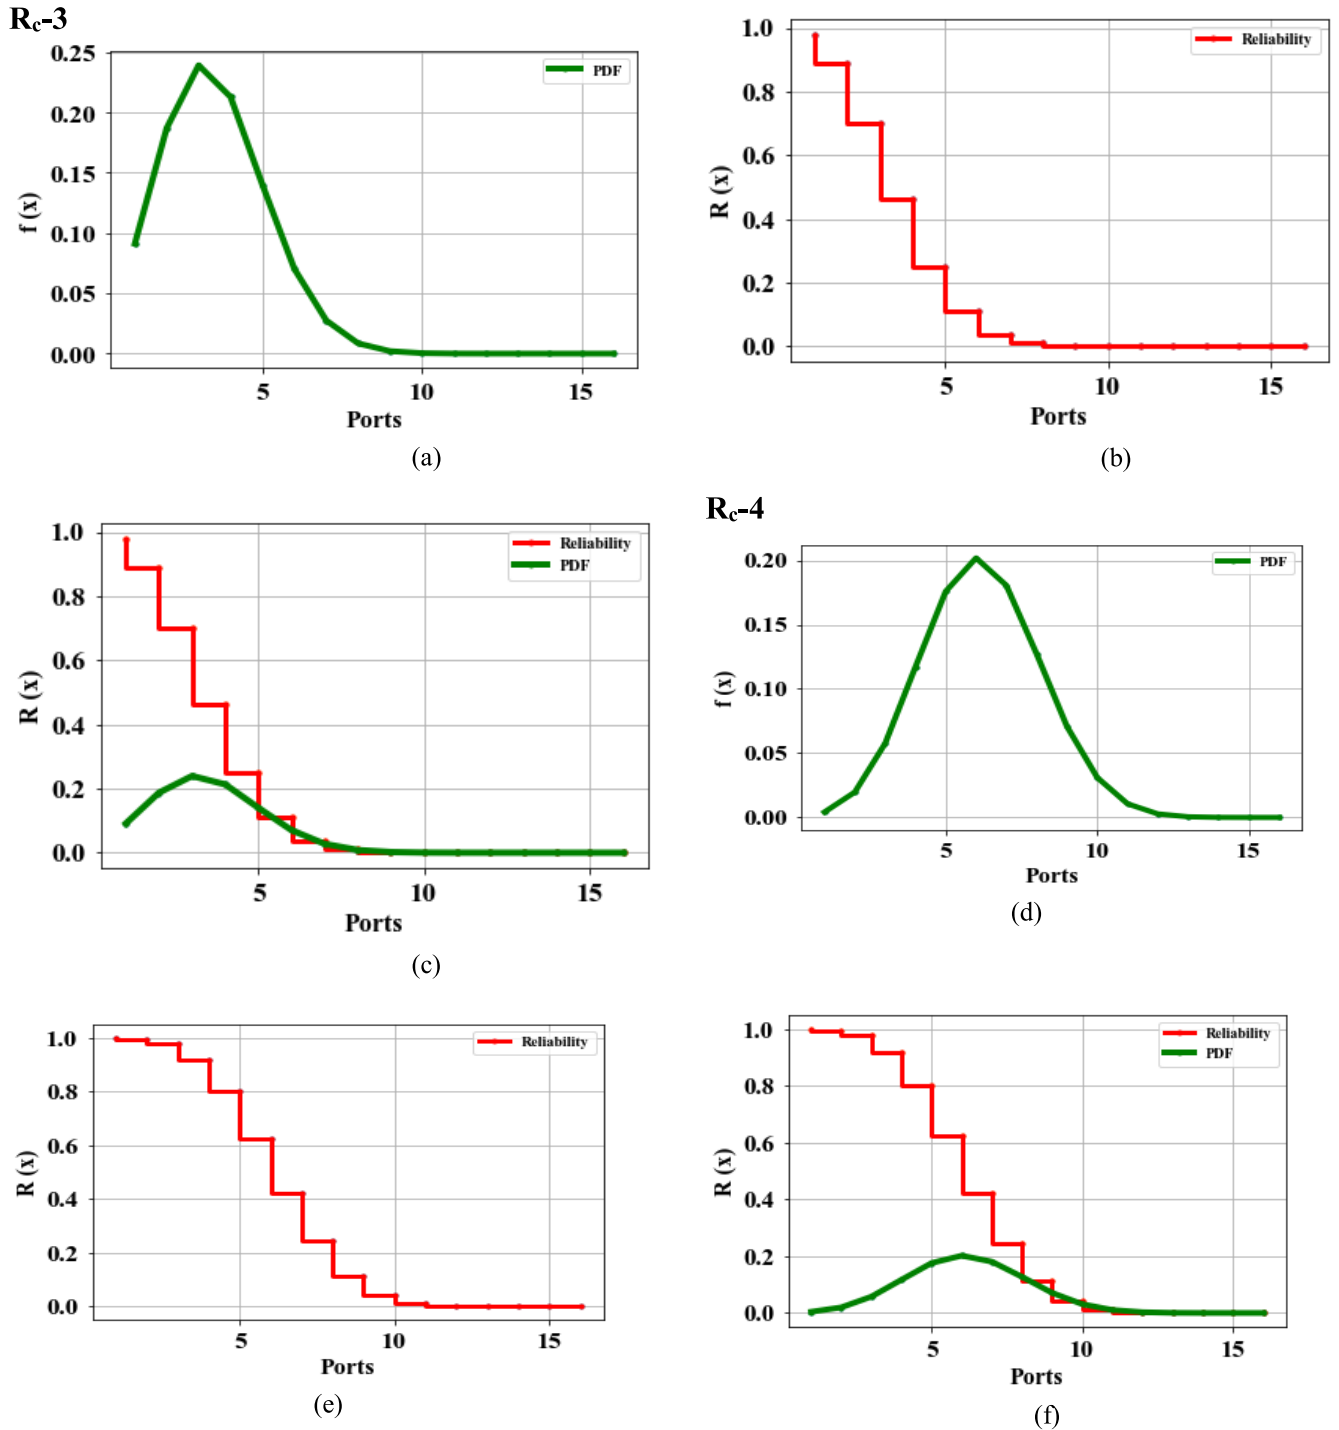 Rc-3
0.25
0.20
0.15
0.10
0.05
0.00
f (x)
PDF
5 10 15
Ports
(a)
1.0
0.8
0.6
0.4
0.2
0.0
R (x)
Reliability
5 10 15
Ports
(b)
1.0
0.8
0.6
0.4
0.2
0.0
R (x)
Reliability
PDF
5 10 15
Ports
(c)
Rc-4
0.20
0.15
0.10
0.05
0.00
f (x)
PDF
5 10 15
Ports
(d)
1.0
0.8
0.6
0.4
0.2
0.0
R (x)
Reliability
5 10 15
Ports
(e)
1.0
0.8
0.6
0.4
0.2
0.0
R (x)
Reliability
PDF
5 10 15
Ports
(f)